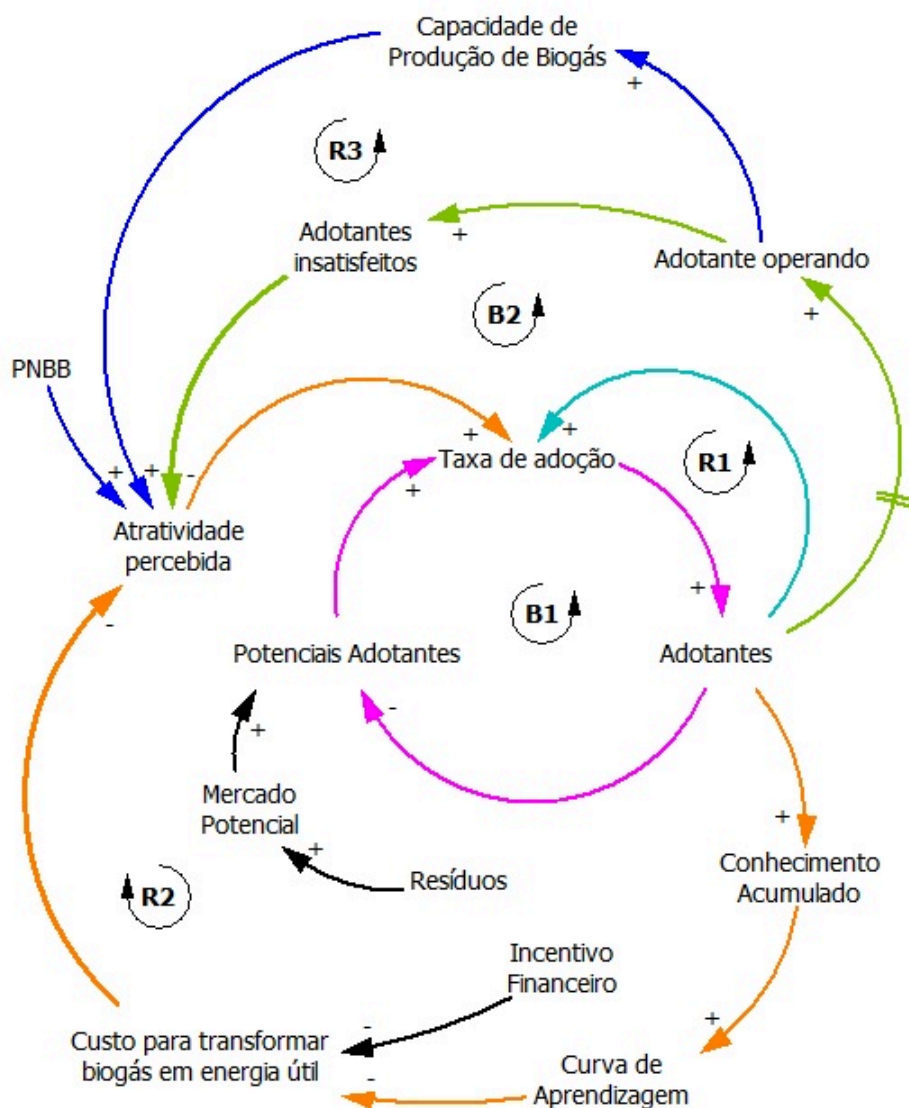 Capacidade de
Produção de Biogás
+
R3
Adotantes
insatisfeitos
+
Adotante operando
+
B2
PNBB
+
+
-
+
+
Taxa de adoção
R1
+
Atratividade
percebida
-
B1
+
Potenciais Adotantes
Adotantes
-
+
Mercado
Potencial
+
+
Conhecimento
Acumulado
Resíduos
R2
Incentivo
Financeiro
-
+
Custo para transformar
biogás em energia útil
-
Curva de
Aprendizagem